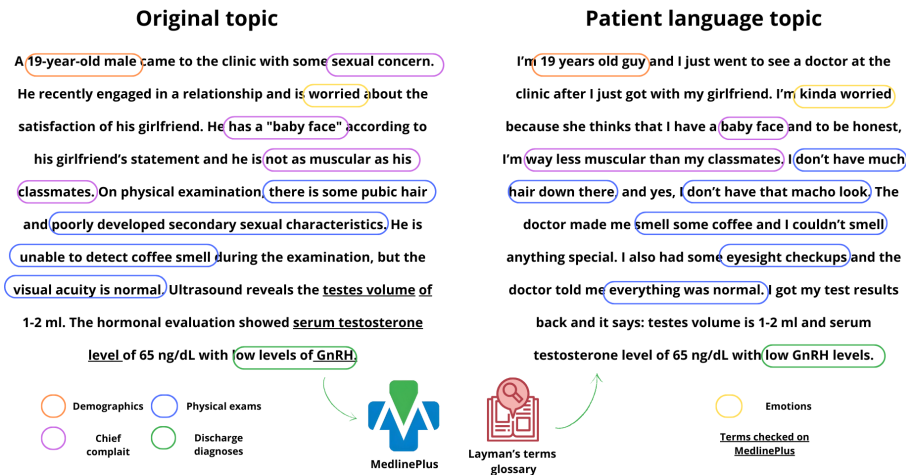 Original topic
A 19-year-old male came to the clinic with some sexual concern.
He recently engaged in a relationship and is worried about the
satisfaction of his girlfriend. He has a "baby face" according to
his girlfriend's statement and he is not as muscular as his
classmates. On physical examination, there is some pubic hair
and poorly developed secondary sexual characteristics. He is
unable to detect coffee smell during the examination, but the
visual acuity is normal. Ultrasound reveals the testes volume of
1-2 ml. The hormonal evaluation showed serum testosterone
level of 65 ng/dL with low levels of GnRH.
Patient language topic
I'm 19 years old guy and I just went to see a doctor at the
clinic after I just got with my girlfriend. I'm kinda worried
because she thinks that I have a baby face and to be honest,
I'm way less muscular than my classmates. I don't have much
hair down there, and yes, I don't have that macho look. The
doctor made me smell some coffee and I couldn't smell
anything special. I also had some eyesight checkups and the
doctor told me everything was normal. I got my test results
back and it says: testes volume is 1-2 ml and serum
testosterone level of 65 ng/dL with low GnRH levels.
Demographics
Physical exams
Chief
complait
Discharge
diagnoses
MedlinePlus
Layman's terms
glossary
Emotions
Terms checked on
MedlinePlus